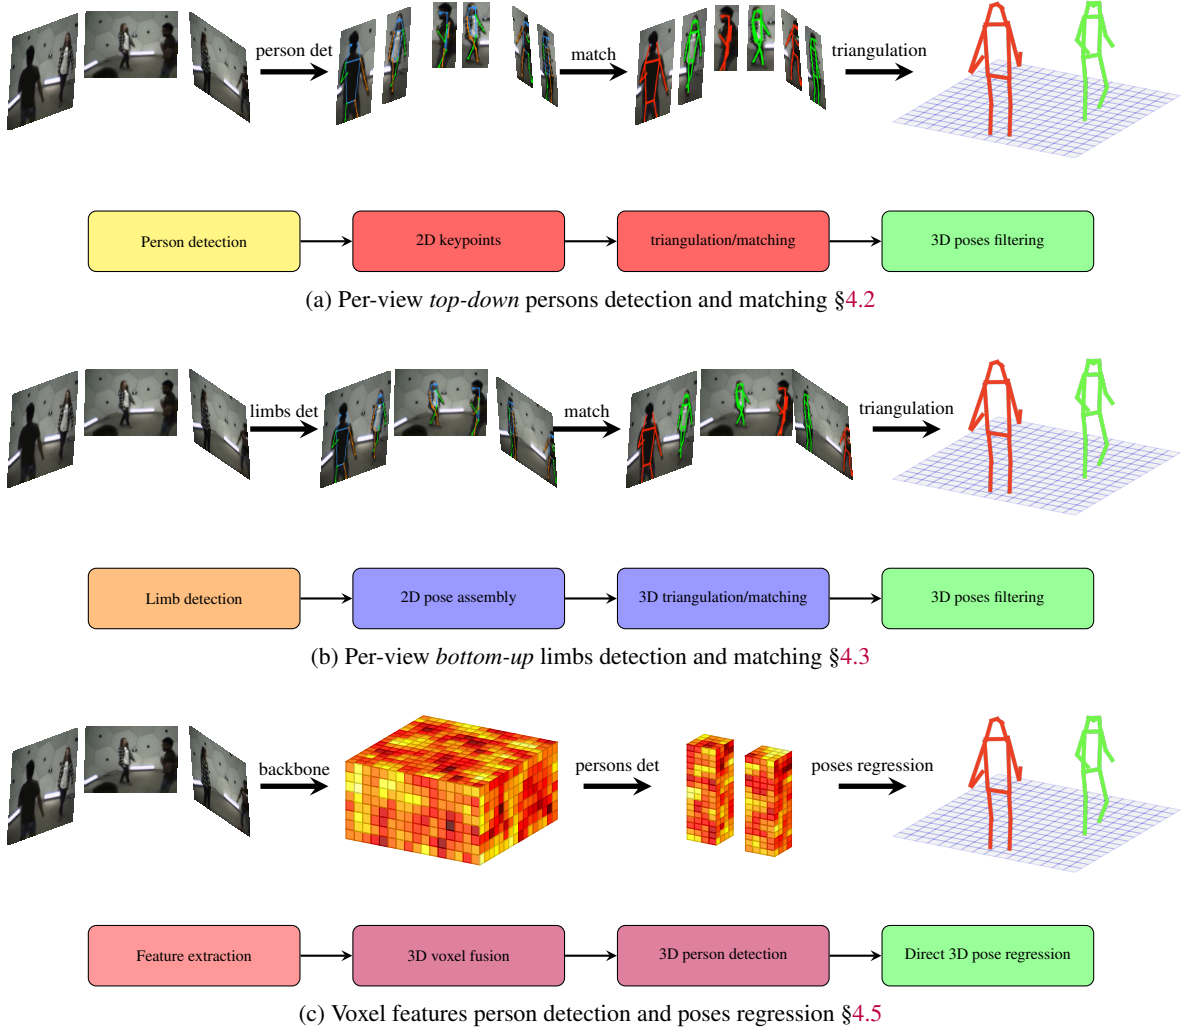 person det
match
triangulation
Person detection
2D keypoints
triangulation/matching
3D poses filtering
(a) Per-view top-down persons detection and matching §4.2
limbs det
match
triangulation
Limb detection
2D pose assembly
3D triangulation/matching
3D poses filtering
(b) Per-view bottom-up limbs detection and matching §4.3
backbone
persons det
poses regression
Feature extraction
3D voxel fusion
3D person detection
Direct 3D pose regression
(c) Voxel features person detection and poses regression §4.5